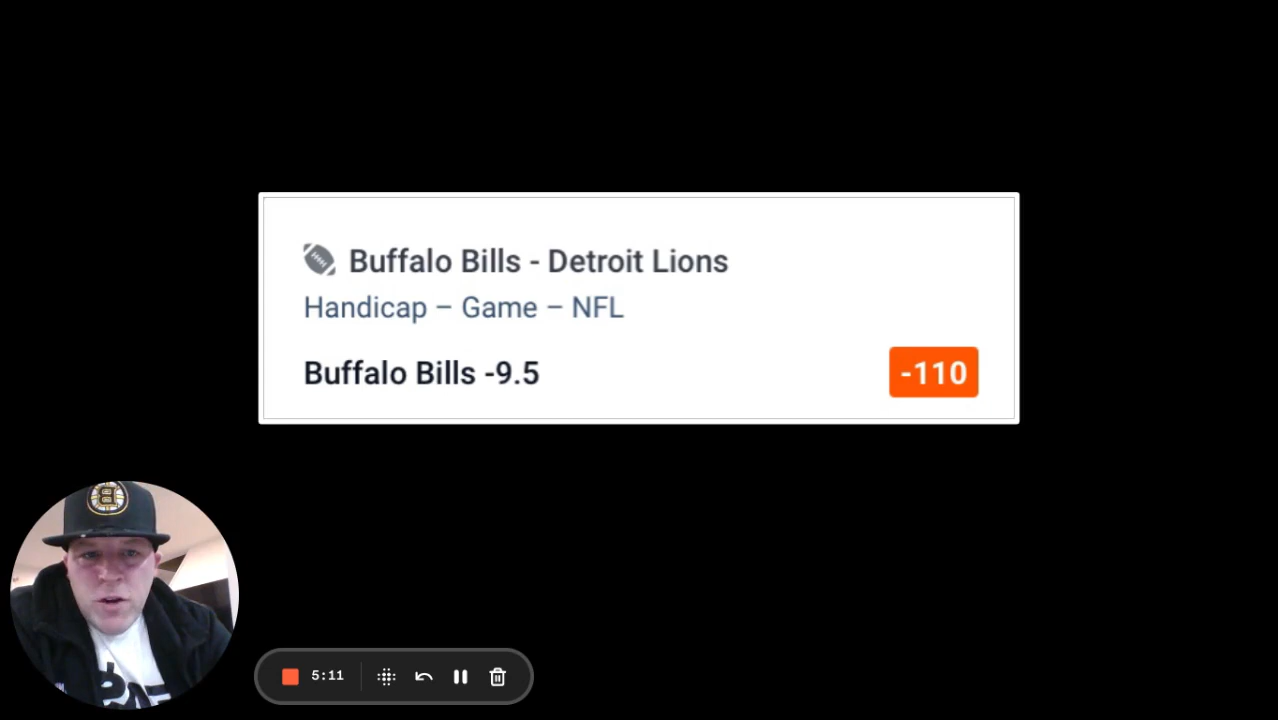 Buffalo Bills - Detroit Lions
Handicap – Game – NFL
Buffalo Bills -9.5
-110
B
5:11